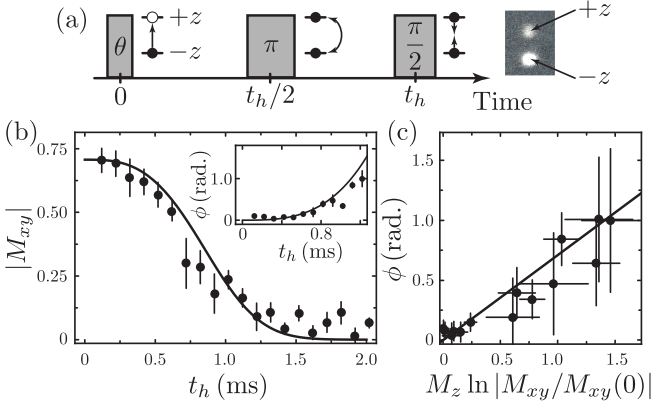 (a)
θ
+z
−z
π
π/2
+z
−z
0
t_h/2
t_h
Time
(b)
|M_xy|
0.75
0.50
0.25
0
0
0.5
1.0
1.5
2.0
t_h (ms)
ϕ (rad.)
1.0
0
0
0.8
t_h (ms)
(c)
ϕ (rad.)
1.5
1.0
0.5
0
0
0.5
1.0
1.5
M_z ln |M_xy/M_xy(0)|